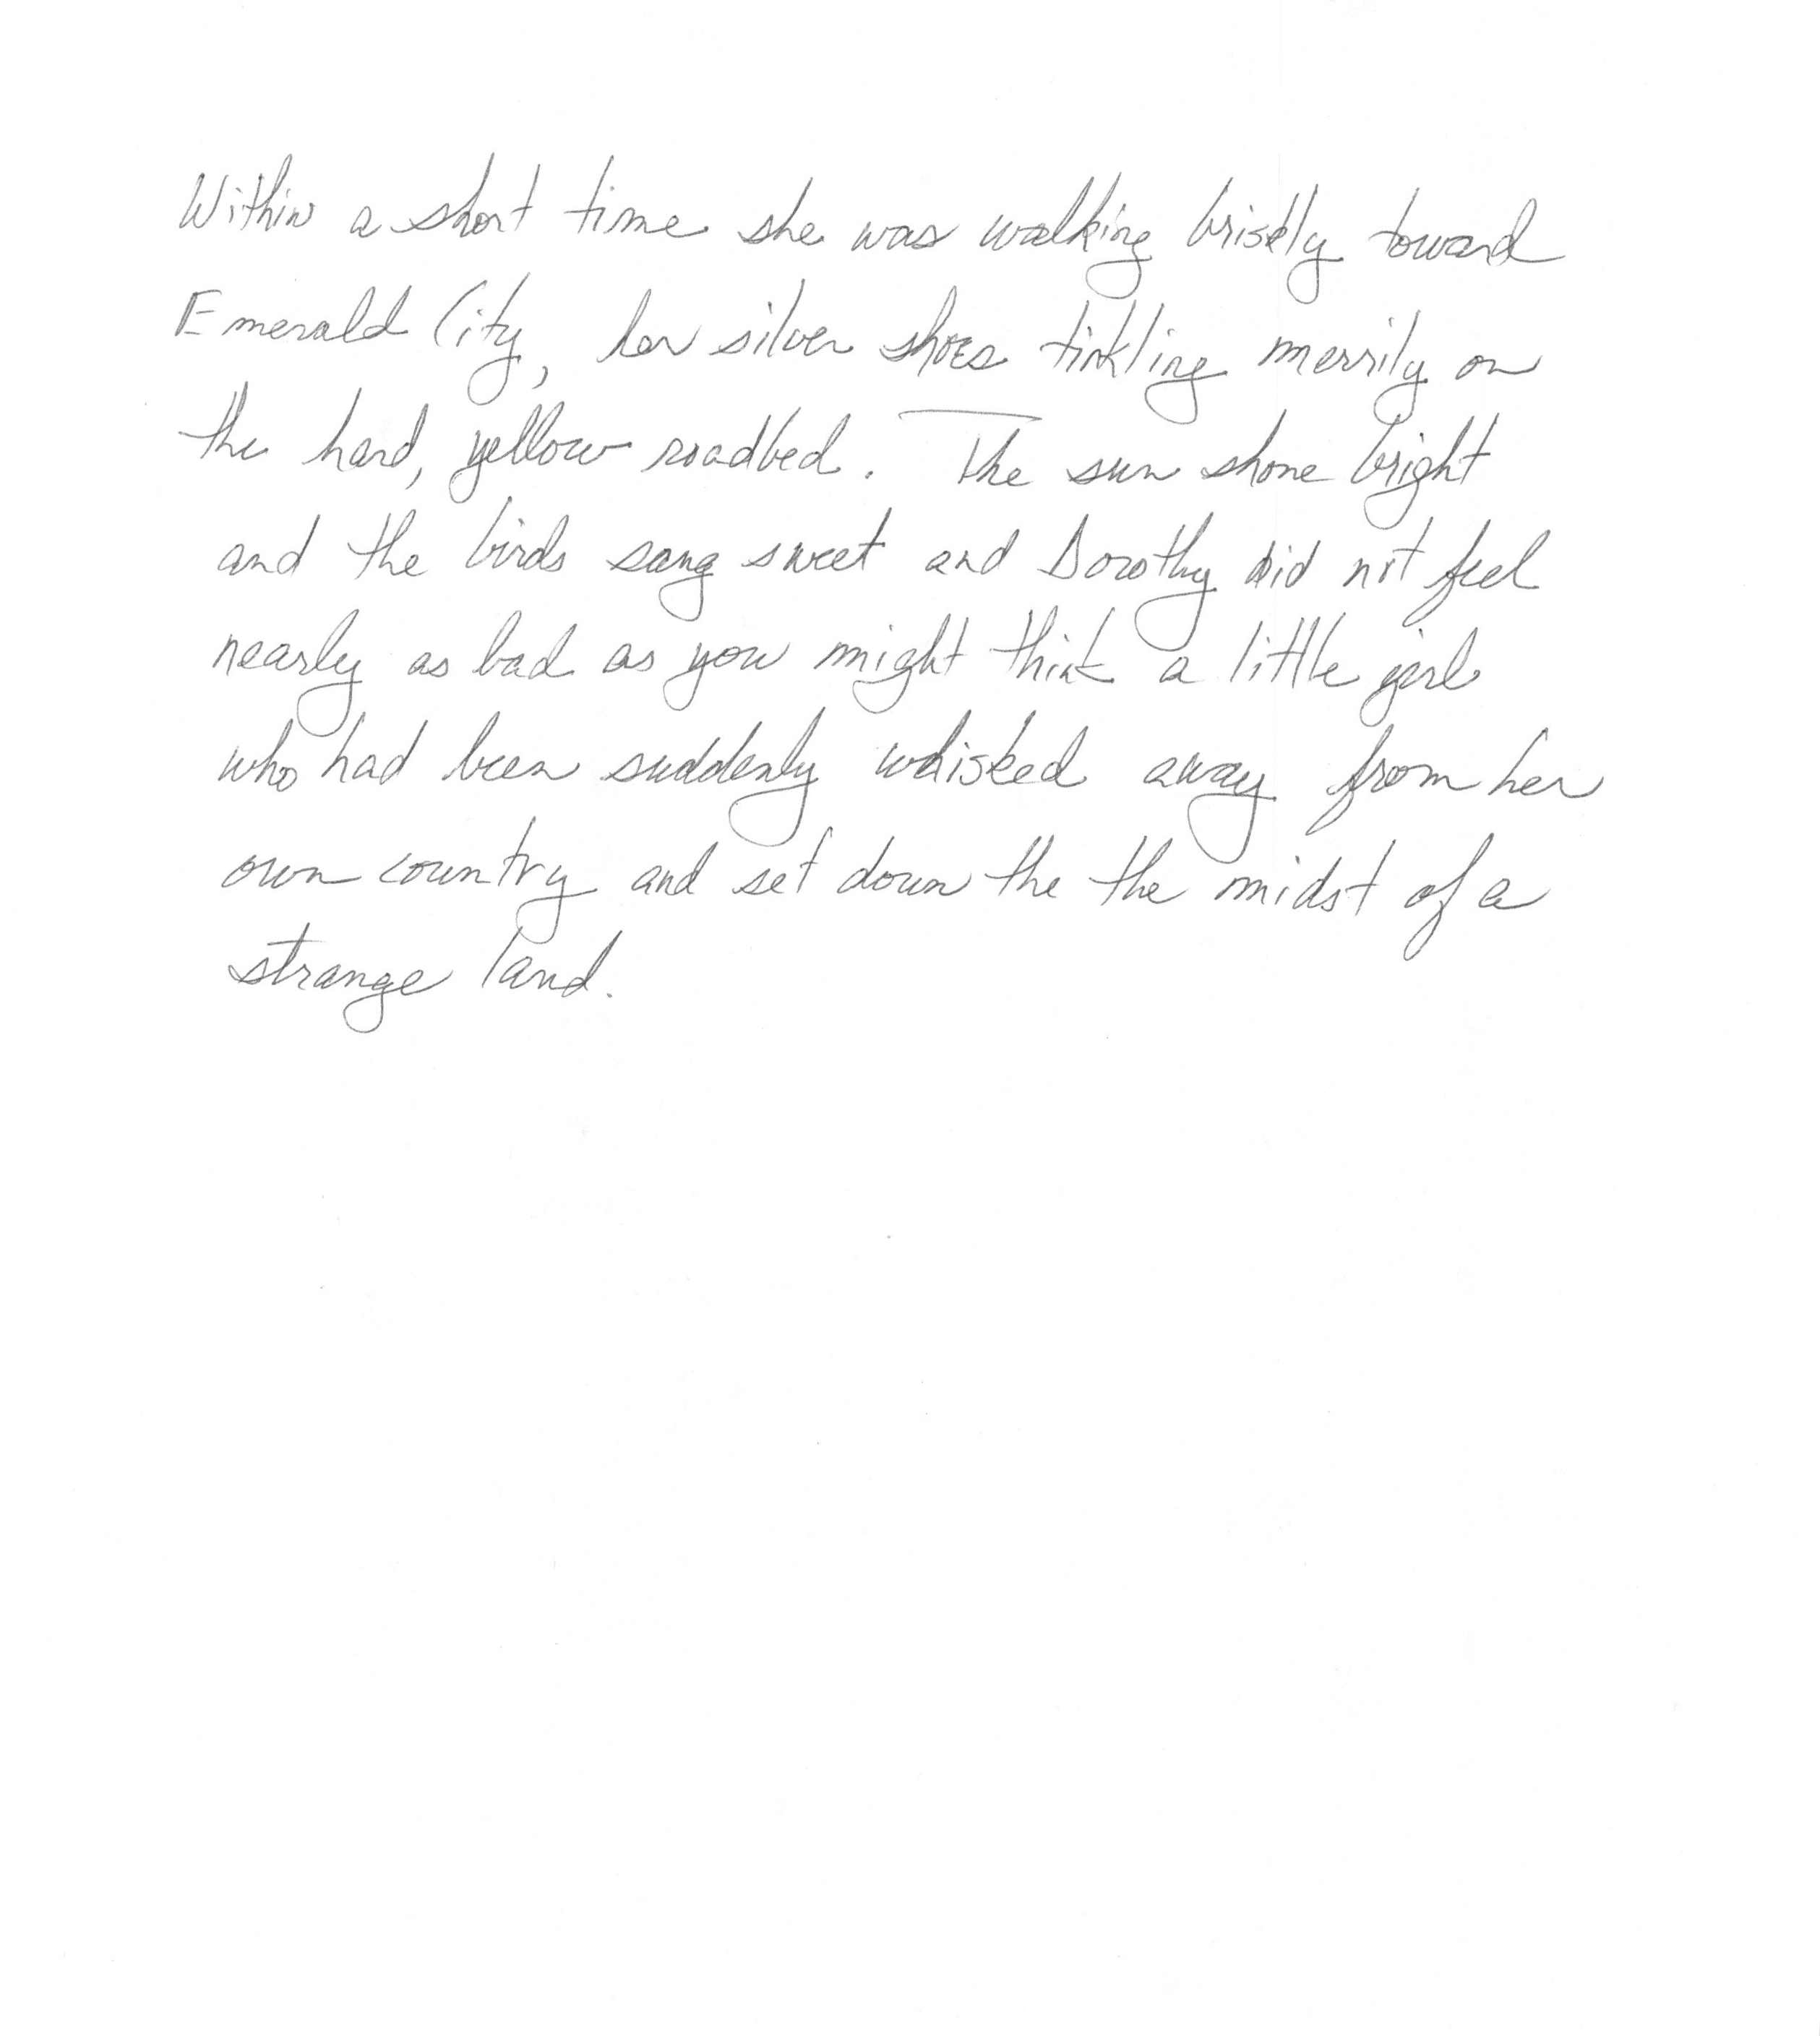 Within a short time she was walking briskly toward
Emerald City, her silver shoes tinkling merrily on
the hard, yellow roadbed. The sun shone bright
and the birds sang sweet and Dorothy did not feel
nearly as bad as you might think a little girl
who had been suddenly whisked away from her
own country and set down the the midst of a
strange land.